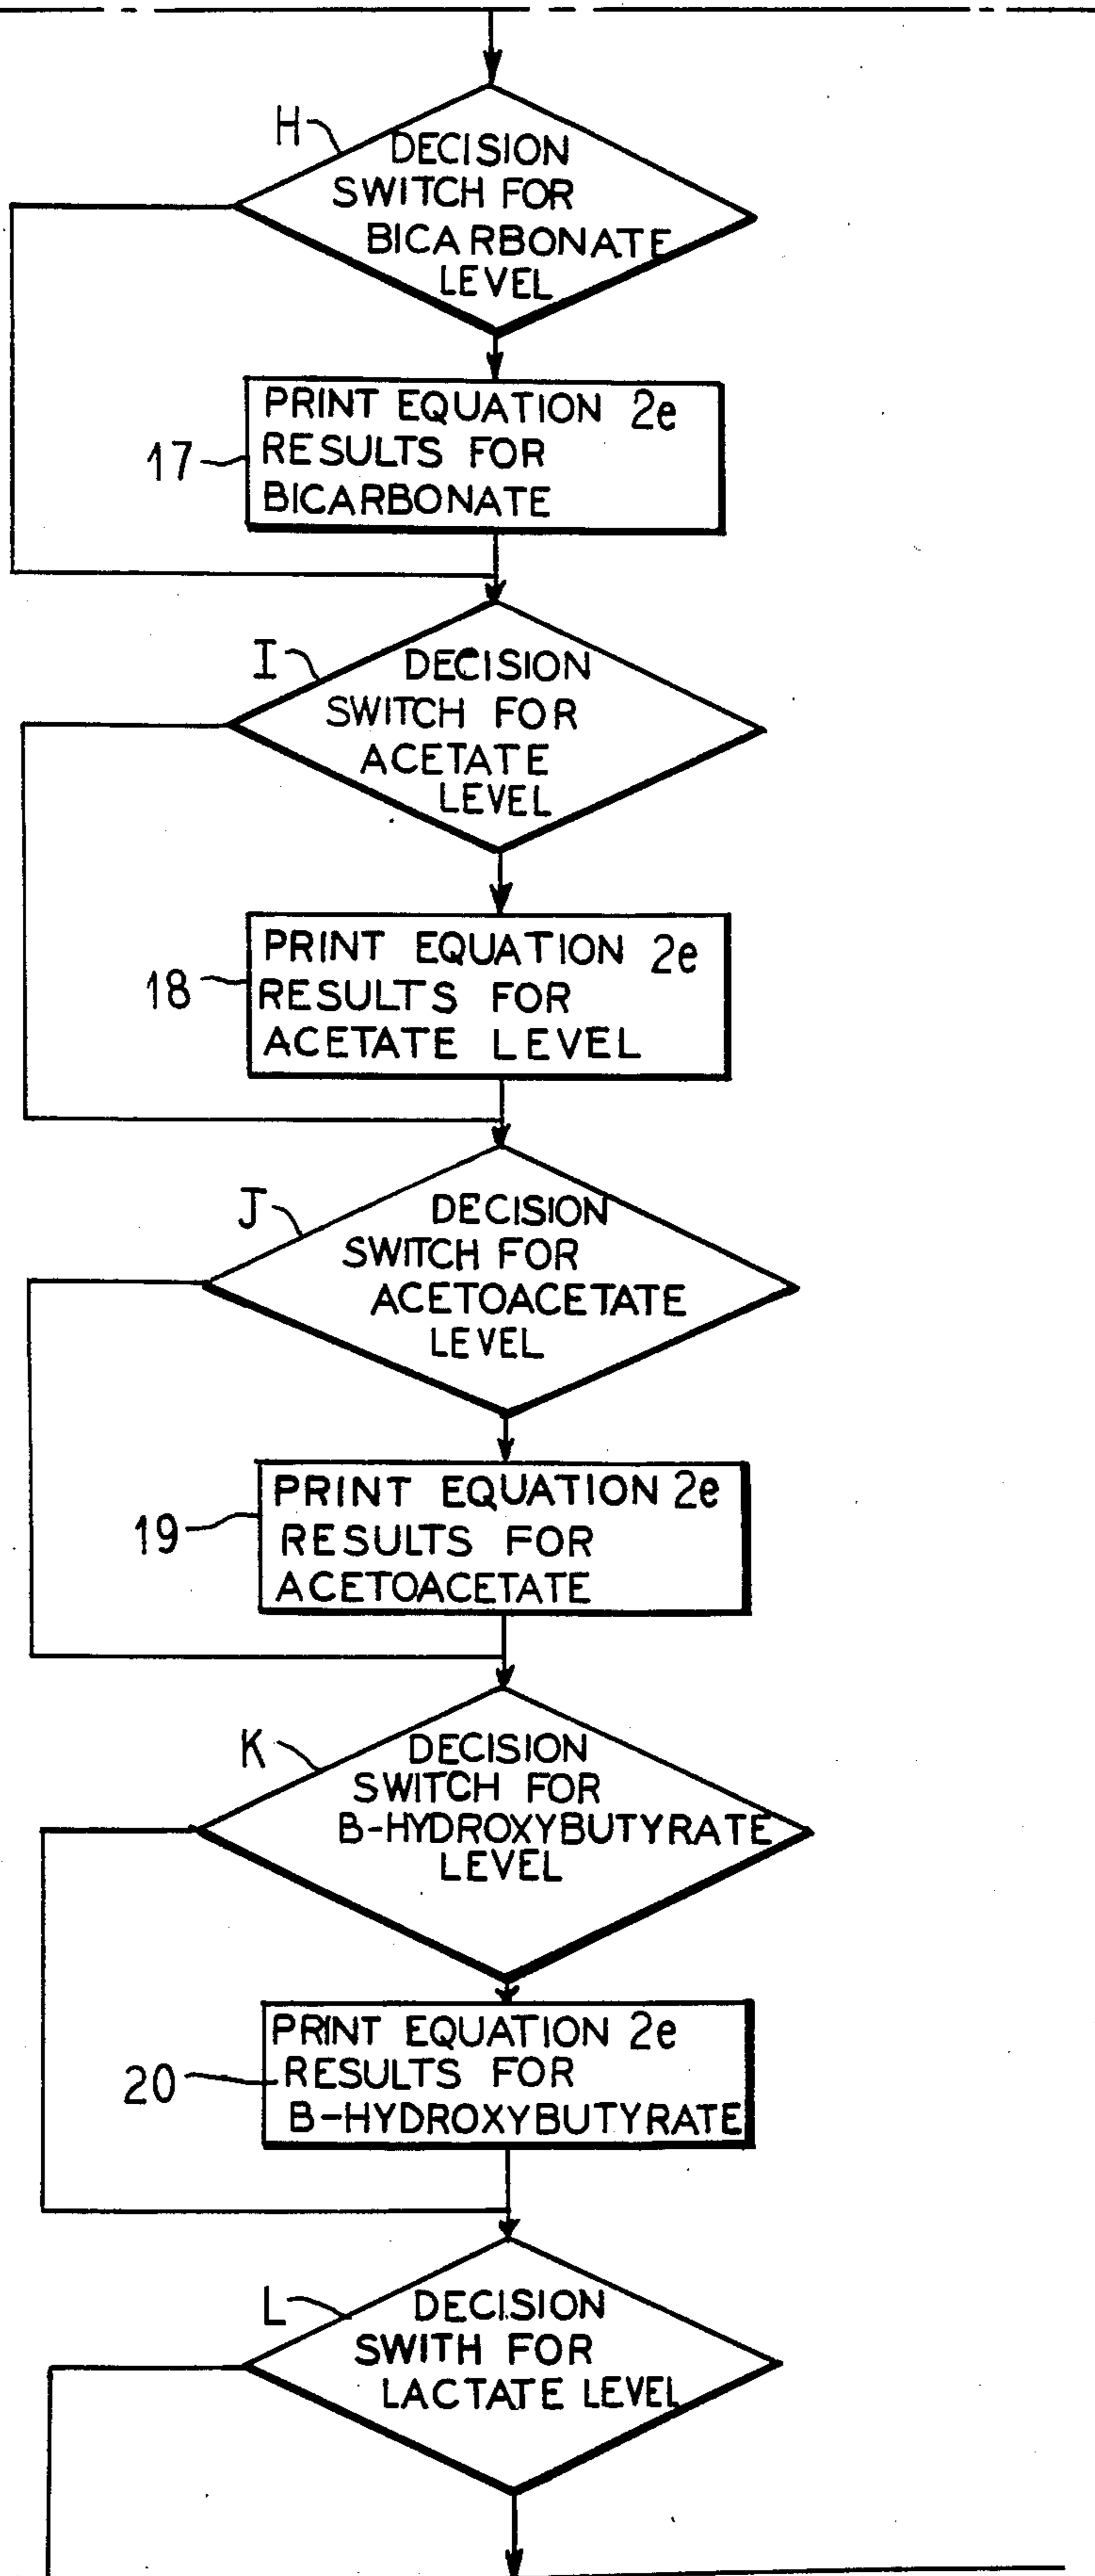 H
DECISION
SWITCH FOR
BICARBONATE
LEVEL
PRINT EQUATION 2e
17
RESULTS FOR
BICARBONATE
I
DECISION
SWITCH FOR
ACETATE
LEVEL
PRINT EQUATION 2e
18
RESULTS FOR
ACETATE LEVEL
J
DECISION
SWITCH FOR
ACETOACETATE
LEVEL
PRINT EQUATION 2e
19
RESULTS FOR
ACETOACETATE
K
DECISION
SWITCH FOR
B-HYDROXYBUTYRATE
LEVEL
PRINT EQUATION 2e
20
RESULTS FOR
B-HYDROXYBUTYRATE
L
DECISION
SWITH FOR
LACTATE LEVEL